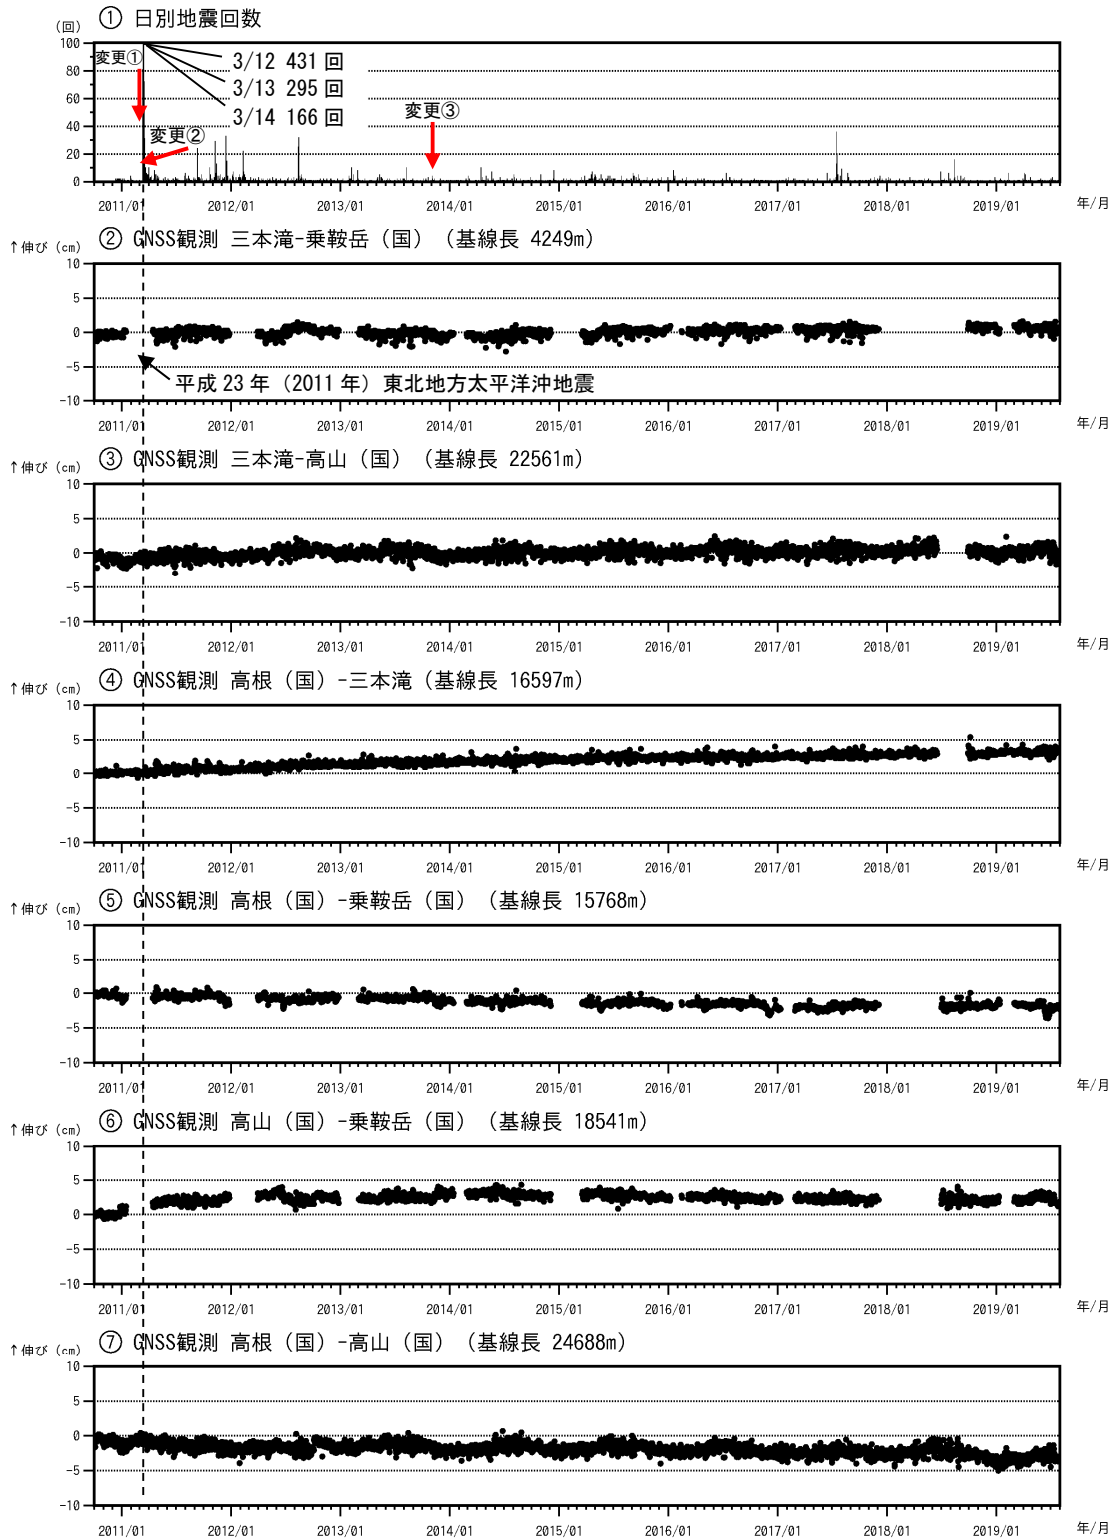 ① 日別地震回数
(回)
100
80
60
40
20
0
変更①
3/12 431 回
3/13 295 回
3/14 166 回
変更②
変更③
2011/01 2012/01 2013/01 2014/01 2015/01 2016/01 2017/01 2018/01 2019/01 年/月
② GNSS観測 三本滝-乗鞍岳（国）（基線長 4249m）
↑伸び (cm)
10
5
0
-5
-10
平成 23 年（2011 年）東北地方太平洋沖地震
2011/01 2012/01 2013/01 2014/01 2015/01 2016/01 2017/01 2018/01 2019/01 年/月
③ GNSS観測 三本滝-高山（国）（基線長 22561m）
↑伸び (cm)
10
5
0
-5
-10
2011/01 2012/01 2013/01 2014/01 2015/01 2016/01 2017/01 2018/01 2019/01 年/月
④ GNSS観測 高根（国）-三本滝（基線長 16597m）
↑伸び (cm)
10
5
0
-5
-10
2011/01 2012/01 2013/01 2014/01 2015/01 2016/01 2017/01 2018/01 2019/01 年/月
⑤ GNSS観測 高根（国）-乗鞍岳（国）（基線長 15768m）
↑伸び (cm)
10
5
0
-5
-10
2011/01 2012/01 2013/01 2014/01 2015/01 2016/01 2017/01 2018/01 2019/01 年/月
⑥ GNSS観測 高山（国）-乗鞍岳（国）（基線長 18541m）
↑伸び (cm)
10
5
0
-5
-10
2011/01 2012/01 2013/01 2014/01 2015/01 2016/01 2017/01 2018/01 2019/01 年/月
⑦ GNSS観測 高根（国）-高山（国）（基線長 24688m）
↑伸び (cm)
10
5
0
-5
-10
2011/01 2012/01 2013/01 2014/01 2015/01 2016/01 2017/01 2018/01 2019/01 年/月